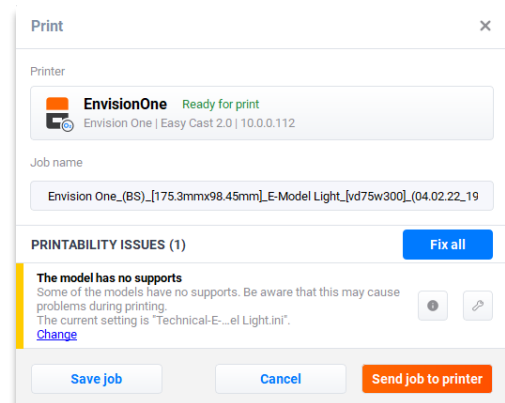 Print
Printer
EnvisionOne Ready for print
Envision One | Easy Cast 2.0 | 10.0.0.112
Job name
Envision One_(BS)_[175.3mmx98.45mm]_E-Model Light_[vd75w300]_(04.02.22_19
PRINTABILITY ISSUES (1)
Fix all
The model has no supports
Some of the models have no supports. Be aware that this may cause
problems during printing.
The current setting is "Technical-E-...el Light.ini".
Change
Save job
Cancel
Send job to printer